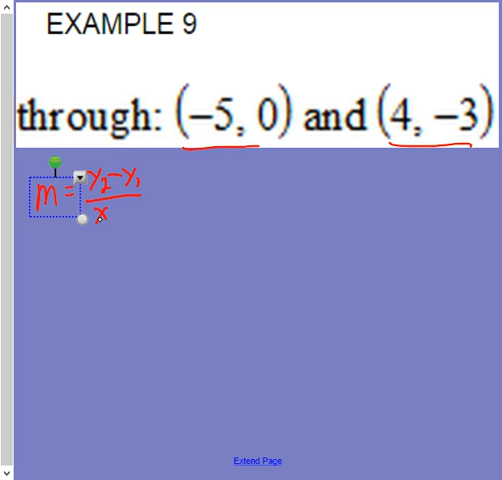 EXAMPLE 9
through: (−5, 0) and (4, −3)
m = y₂−y₁
x
Extend Page